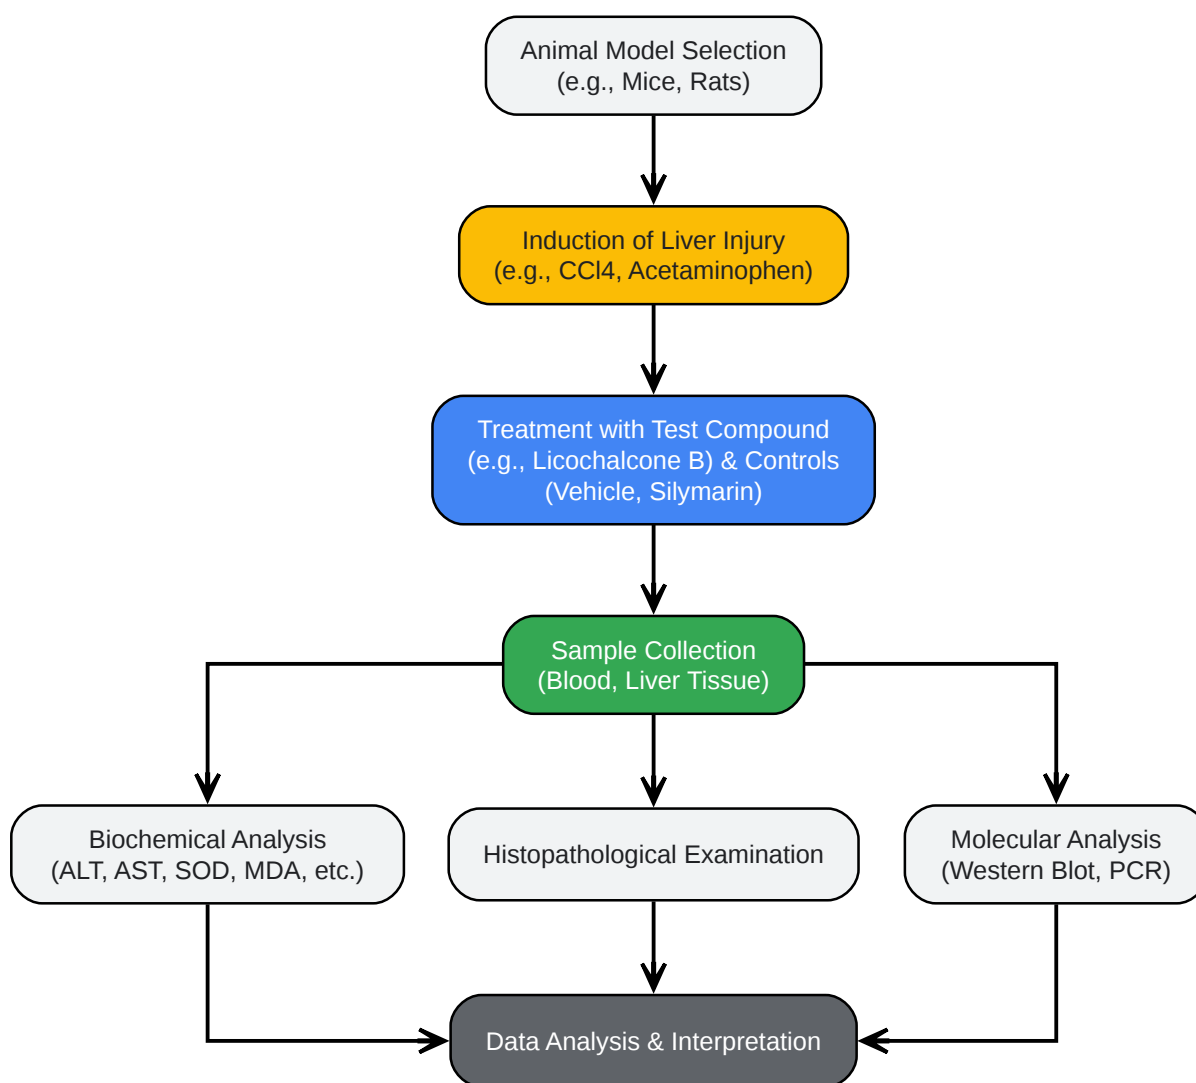 Animal Model Selection
(e.g., Mice, Rats)
Induction of Liver Injury
(e.g., CCl4, Acetaminophen)
Treatment with Test Compound
(e.g., Licochalcone B) & Controls
(Vehicle, Silymarin)
Sample Collection
(Blood, Liver Tissue)
Biochemical Analysis
(ALT, AST, SOD, MDA, etc.)
Histopathological Examination
Molecular Analysis
(Western Blot, PCR)
Data Analysis & Interpretation